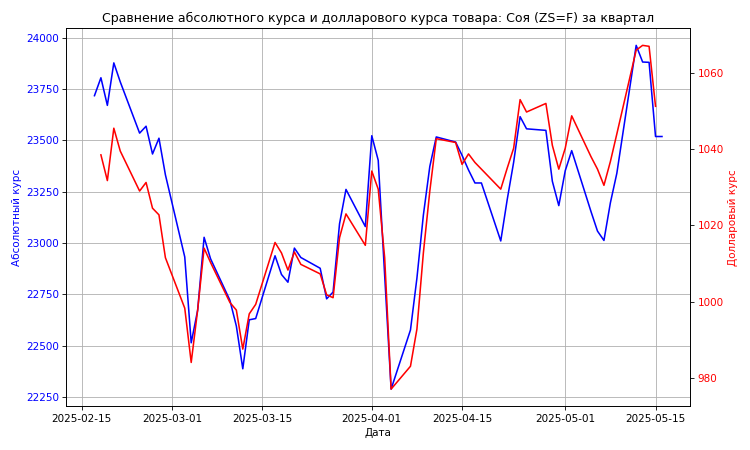 Сравнение абсолютного курса и долларового курса товара: Соя (ZS=F) за квартал
Абсолютный курс
24000
23750
23500
23250
23000
22750
22500
22250
1060
1040
1020
1000
980
Долларовый курс
2025-02-15 2025-03-01 2025-03-15 2025-04-01 2025-04-15 2025-05-01 2025-05-15
Дата